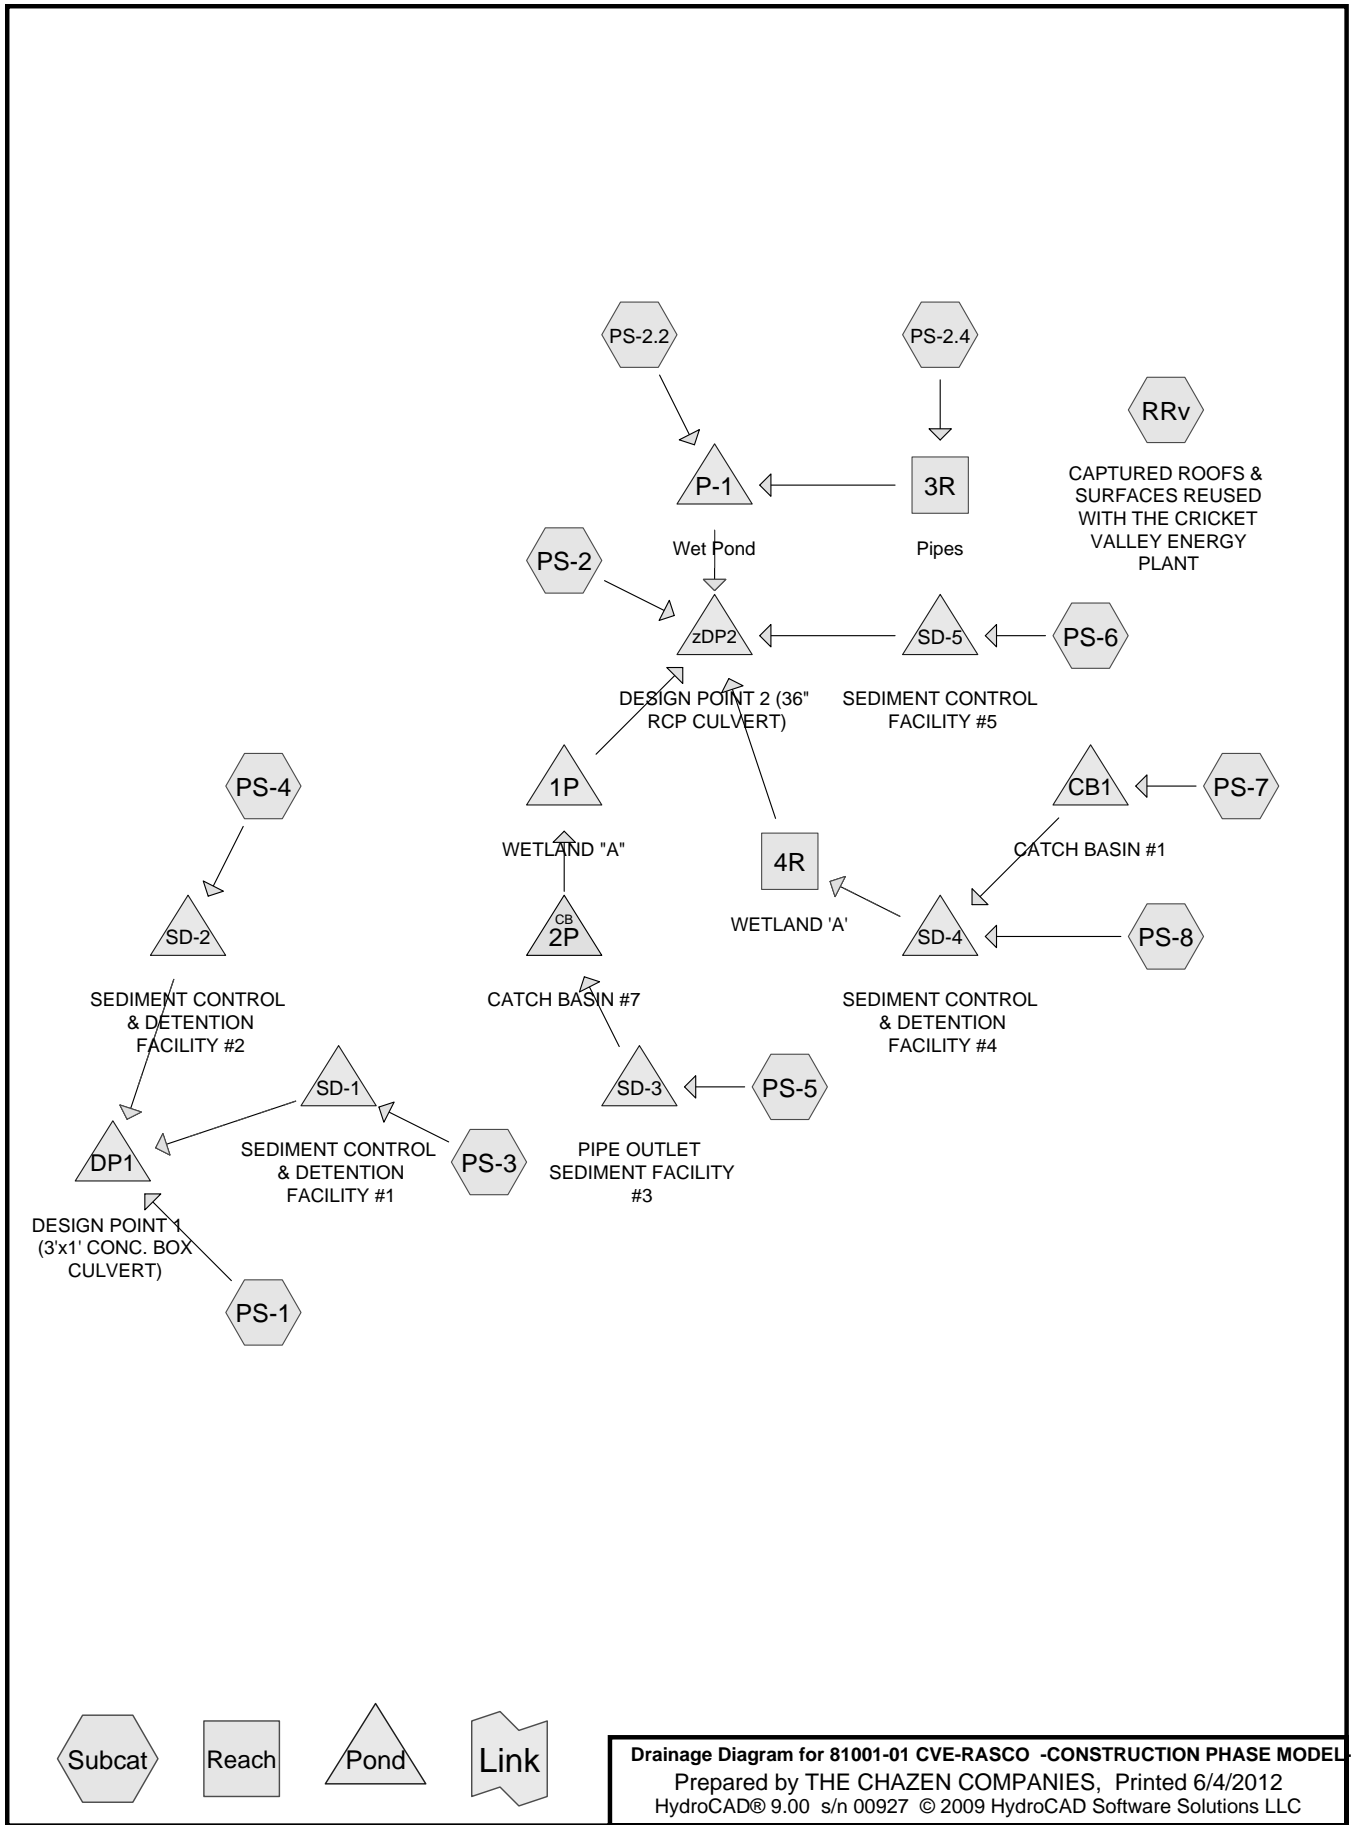 PS-2.2
PS-2.4
RRv
CAPTURED ROOFS &
SURFACES REUSED
WITH THE CRICKET
VALLEY ENERGY
PLANT
P-1
Wet Pond
3R
Pipes
PS-2
zDP2
DESIGN POINT 2 (36"
RCP CULVERT)
SD-5
SEDIMENT CONTROL
FACILITY #5
PS-6
PS-4
1P
WETLAND "A"
4R
WETLAND 'A'
CB1
CATCH BASIN #1
PS-7
SD-2
SEDIMENT CONTROL
& DETENTION
FACILITY #2
CB
2P
CATCH BASIN #7
SD-4
SEDIMENT CONTROL
& DETENTION
FACILITY #4
PS-8
SD-1
SEDIMENT CONTROL
& DETENTION
FACILITY #1
PS-3
SD-3
PIPE OUTLET
SEDIMENT FACILITY
#3
PS-5
DP1
DESIGN POINT 1
(3'x1' CONC. BOX
CULVERT)
PS-1
Subcat
Reach
Pond
Link
Drainage Diagram for 81001-01 CVE-RASCO -CONSTRUCTION PHASE MODEL-
Prepared by THE CHAZEN COMPANIES, Printed 6/4/2012
HydroCAD® 9.00 s/n 00927 © 2009 HydroCAD Software Solutions LLC